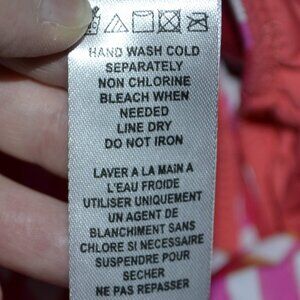 HAND WASH COLD
SEPARATELY
NON CHLORINE
BLEACH WHEN
NEEDED
LINE DRY
DO NOT IRON
LAVER A LA MAIN A
L'EAU FROIDE
UTILISER UNIQUEMENT
UN AGENT DE
BLANCHIMENT SANS
CHLORE SI NECESSAIRE
SUSPENDRE POUR
SECHER
NE PAS REPASSER